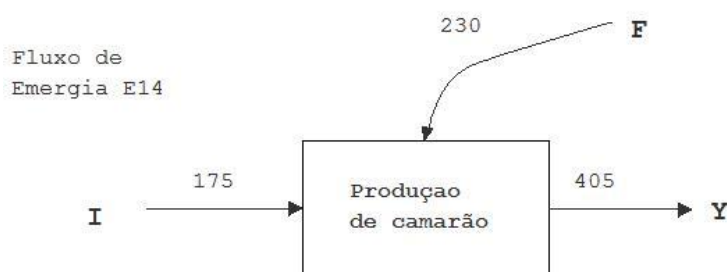 230
F
Fluxo de
Emergia E14
175
405
Produçao
de camarão
I
Y